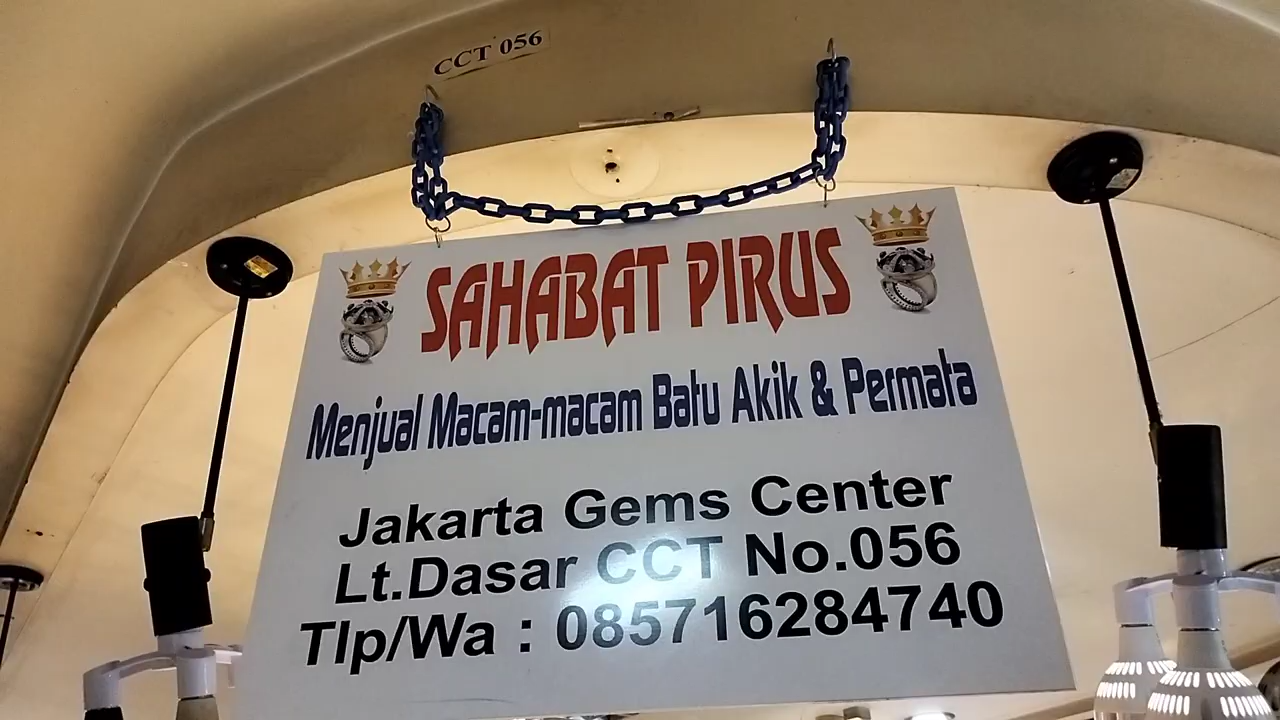 CCT 056
SAHABAT PIRUS
Menjual Macam-macam Batu Akik & Permata
Jakarta Gems Center
Lt.Dasar CCT No.056
Tlp/Wa : 085716284740